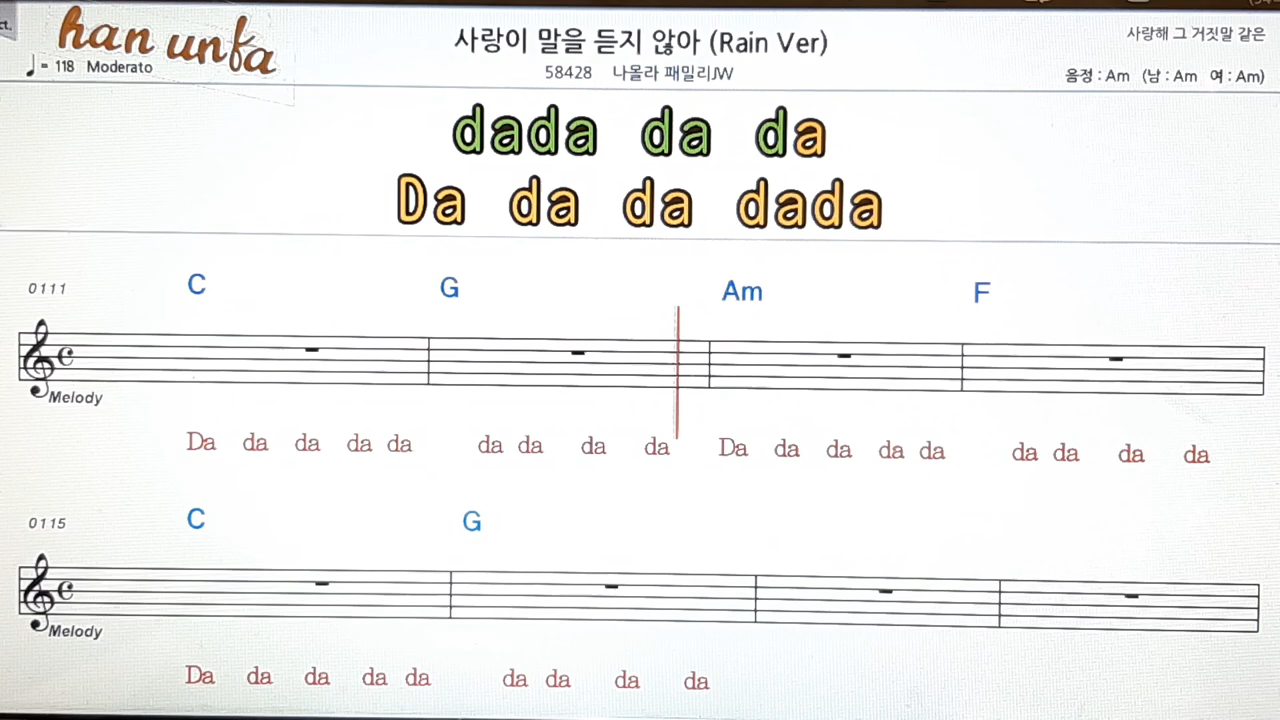 ct.
han unfa
사랑이 말을 듣지 않아 (Rain Ver)
사랑해 그 거짓말 같은
= 118 Moderato
58428 나몰라 패밀리JW
음정 : Am (남 : Am 여 : Am)
dada da da
Da da da dada
0111
C G Am F
Melody
Da da da da da da da da da Da da da da da da da da da
0115
C G
Melody
Da da da da da da da da da